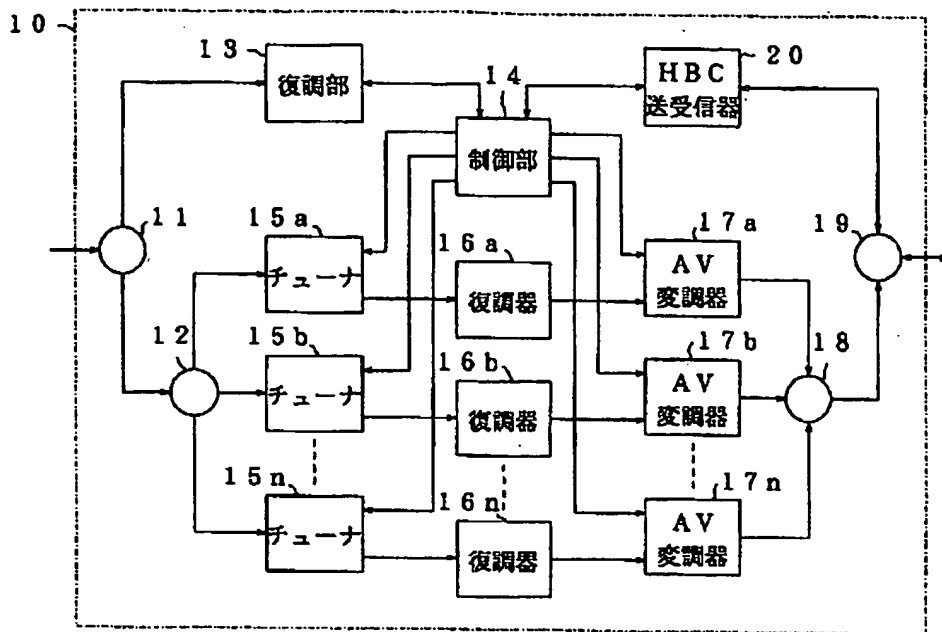 10
13
復調部
14
制御部
20
HBC
送受信器
11
15a
チューナ
16a
復調器
17a
AV
変調器
19
12
15b
チューナ
16b
復調器
17b
AV
変調器
18
15n
チューナ
16n
復調器
17n
AV
変調器